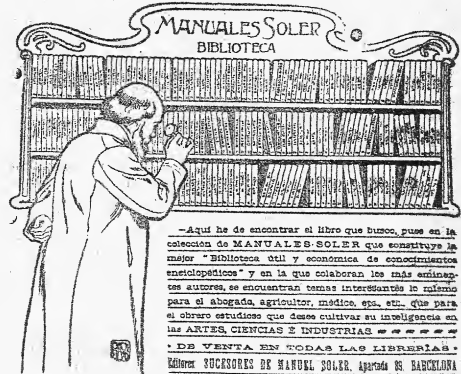 MANUALES SOLER
BIBLIOTECA
—Aquí he de encontrar el libro que busco, pues en la
colección de MANUALES-SOLER que constituye la
mejor "Biblioteca útil y económica de conocimientos
enciclopédicos" y en la que colaboran los más eminen-
tes autores, se encuentran temas interesantes lo mismo
para el abogado, agricultor, médico, etc., etc., que para
el obrero estudioso que desee cultivar su inteligencia en
las ARTES, CIENCIAS E INDUSTRIAS
· DE VENTA EN TODAS LAS LIBRERÍAS ·
Editores SUCESORES DE MANUEL SOLER, Apartado 89, BARCELONA